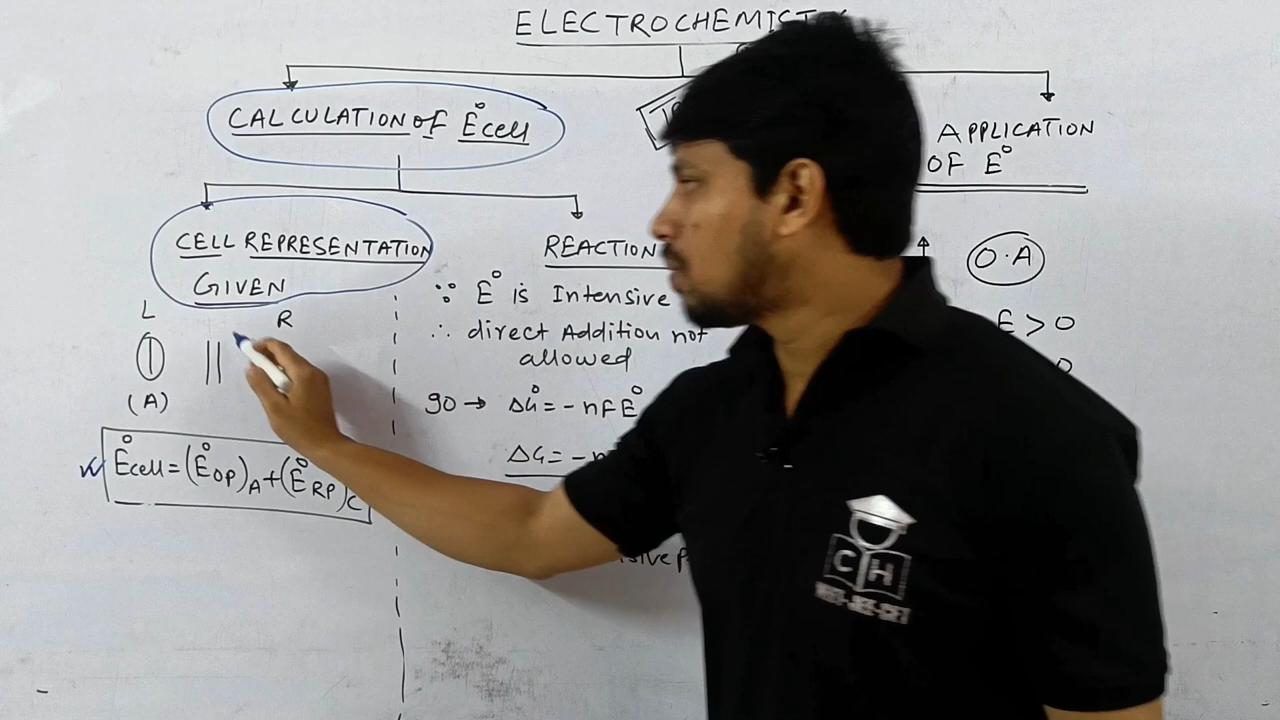 ELECTROCHEMIST
CALCULATION of E°cell
APPLICATION
OF E°
CELL REPRESENTATION
GIVEN
L
R
||
(A)
E°cell = (E°OP)A + (E°RP)C
REACTION
∵ E° is Intensive
∴ direct Addition not
allowed
go → ΔG° = -nFE°
ΔG = -n
O.A
E > 0
0
C H